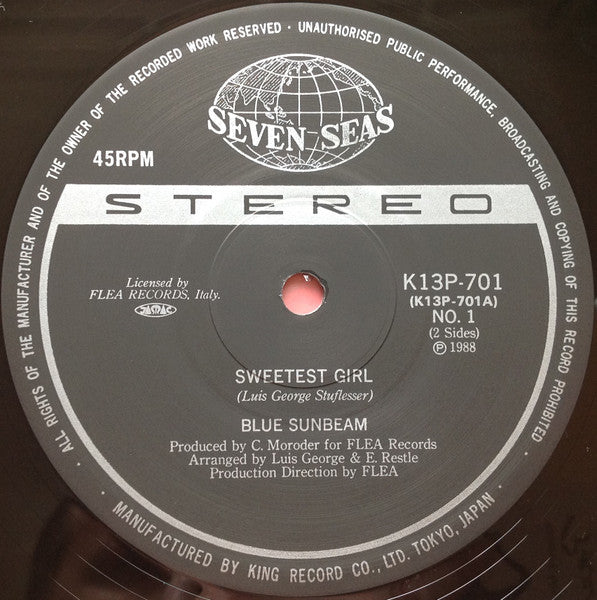 ALL RIGHTS OF THE MANUFACTURER AND OF THE OWNER OF THE RECORDED WORK RESERVED · UNAUTHORISED PUBLIC PERFORMANCE, BROADCASTING AND COPYING OF THIS RECORD PROHIBITED ·
SEVEN SEAS
45RPM
STEREO
Licensed by
FLEA RECORDS, Italy.
JASRAC
K13P-701
(K13P-701A)
NO. 1
(2 Sides)
Ⓟ 1988
SWEETEST GIRL
(Luis George Stuflesser)
BLUE SUNBEAM
Produced by C. Moroder for FLEA Records
Arranged by Luis George & E. Restle
Production Direction by FLEA
MANUFACTURED BY KING RECORD CO., LTD. TOKYO, JAPAN ·